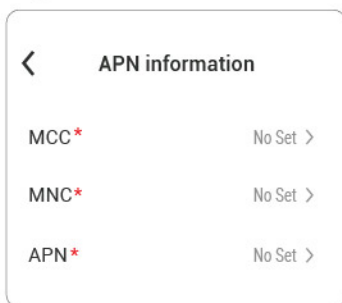 APN information
MCC* No Set
MNC* No Set
APN* No Set